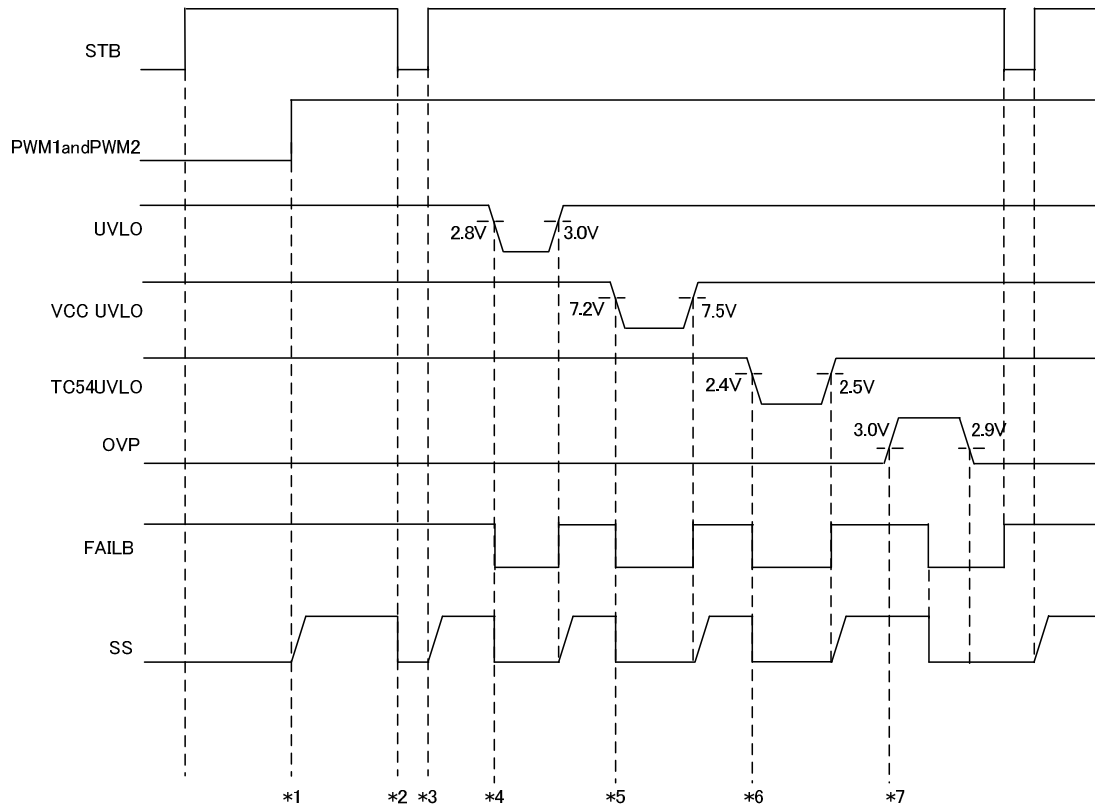 STB
PWM1andPWM2
UVLO
2.8V 3.0V
VCC UVLO
7.2V 7.5V
TC54UVLO
2.4V 2.5V
OVP
3.0V 2.9V
FAILB
SS
*1 *2 *3 *4 *5 *6 *7